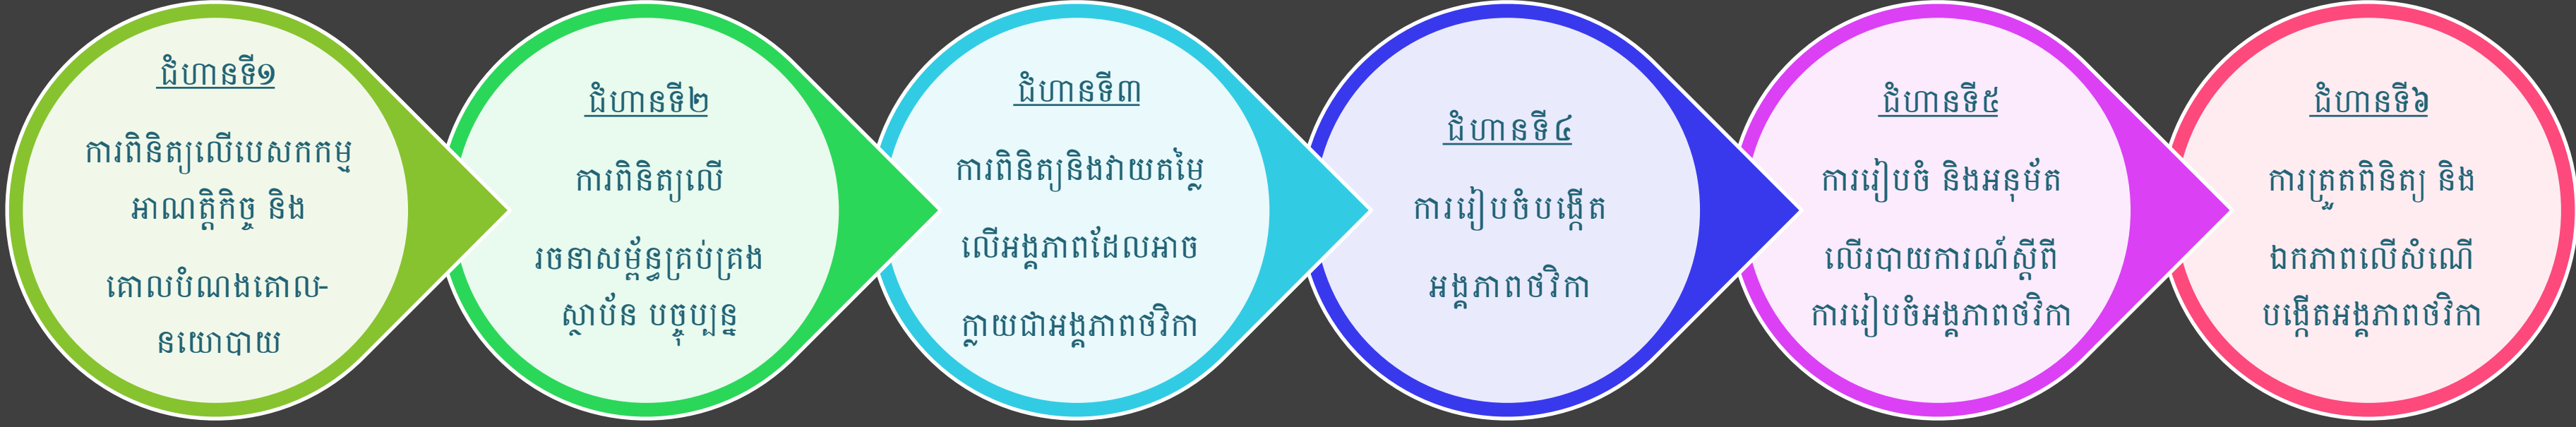 ជំហានទី១
ការពិនិត្យលើបេសកកម្ម
អាណត្តិកិច្ច និង
គោលបំណងគោល-
នយោបាយ
ជំហានទី២
ការពិនិត្យលើ
រចនាសម្ព័ន្ធគ្រប់គ្រង
ស្ថាប័ន បច្ចុប្បន្ន
ជំហានទី៣
ការពិនិត្យនិងវាយតម្លៃ
លើអង្គភាពដែលអាច
ក្លាយជាអង្គភាពថវិកា
ជំហានទី៤
ការរៀបចំបង្កើត
អង្គភាពថវិកា
ជំហានទី៥
ការរៀបចំ និងអនុម័ត
លើរបាយការណ៍ស្តីពី
ការរៀបចំអង្គភាពថវិកា
ជំហានទី៦
ការត្រួតពិនិត្យ និង
ឯកភាពលើសំណើ
បង្កើតអង្គភាពថវិកា